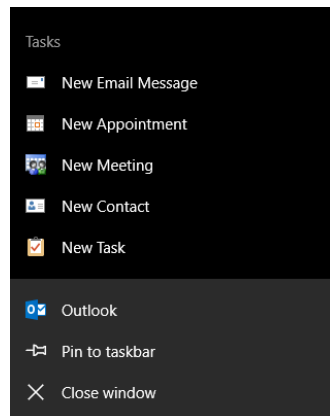 Tasks
New Email Message
New Appointment
New Meeting
New Contact
New Task
Outlook
Pin to taskbar
Close window